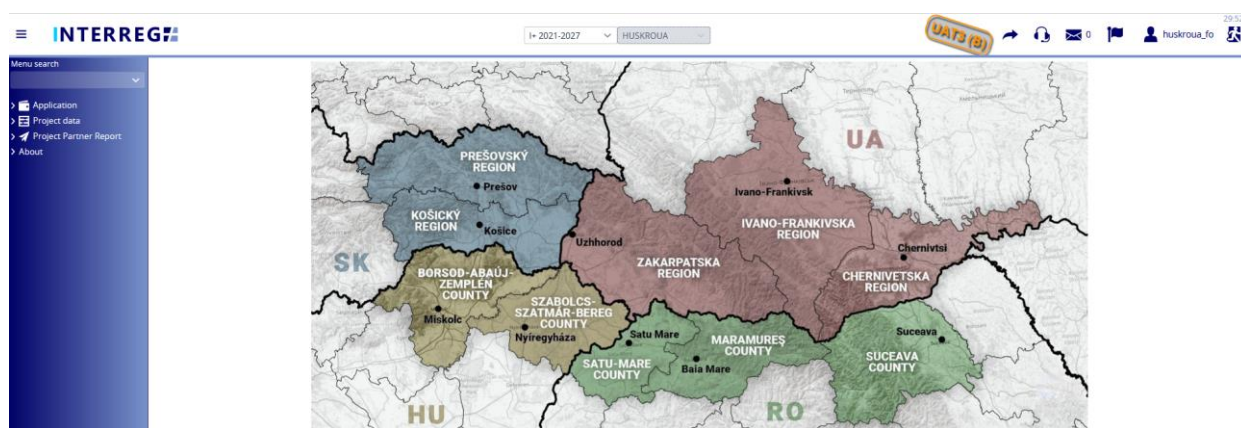 29:52
INTERREG
I+ 2021-2027
HUSKROUA
UAT3 (B)
0
huskroua_fo
Menu search
Application
Project data
Project Partner Report
About
UA
PREŠOVSKÝ
REGION
Prešov
Ivano-Frankivsk
KOŠICKÝ
REGION
Košice
IVANO-FRANKIVSKA
REGION
Uzhhorod
Chernivtsi
SK
ZAKARPATSKA
REGION
BORSOD-ABAÚJ-
ZEMPLÉN
COUNTY
CHERNIVETSKA
REGION
SZABOLCS-
SZATMÁR-BEREG
COUNTY
Miskolc
Nyíregyháza
Satu Mare
MARAMUREŞ
COUNTY
Suceava
SATU-MARE
COUNTY
Baia Mare
SUCEAVA
COUNTY
HU
RO